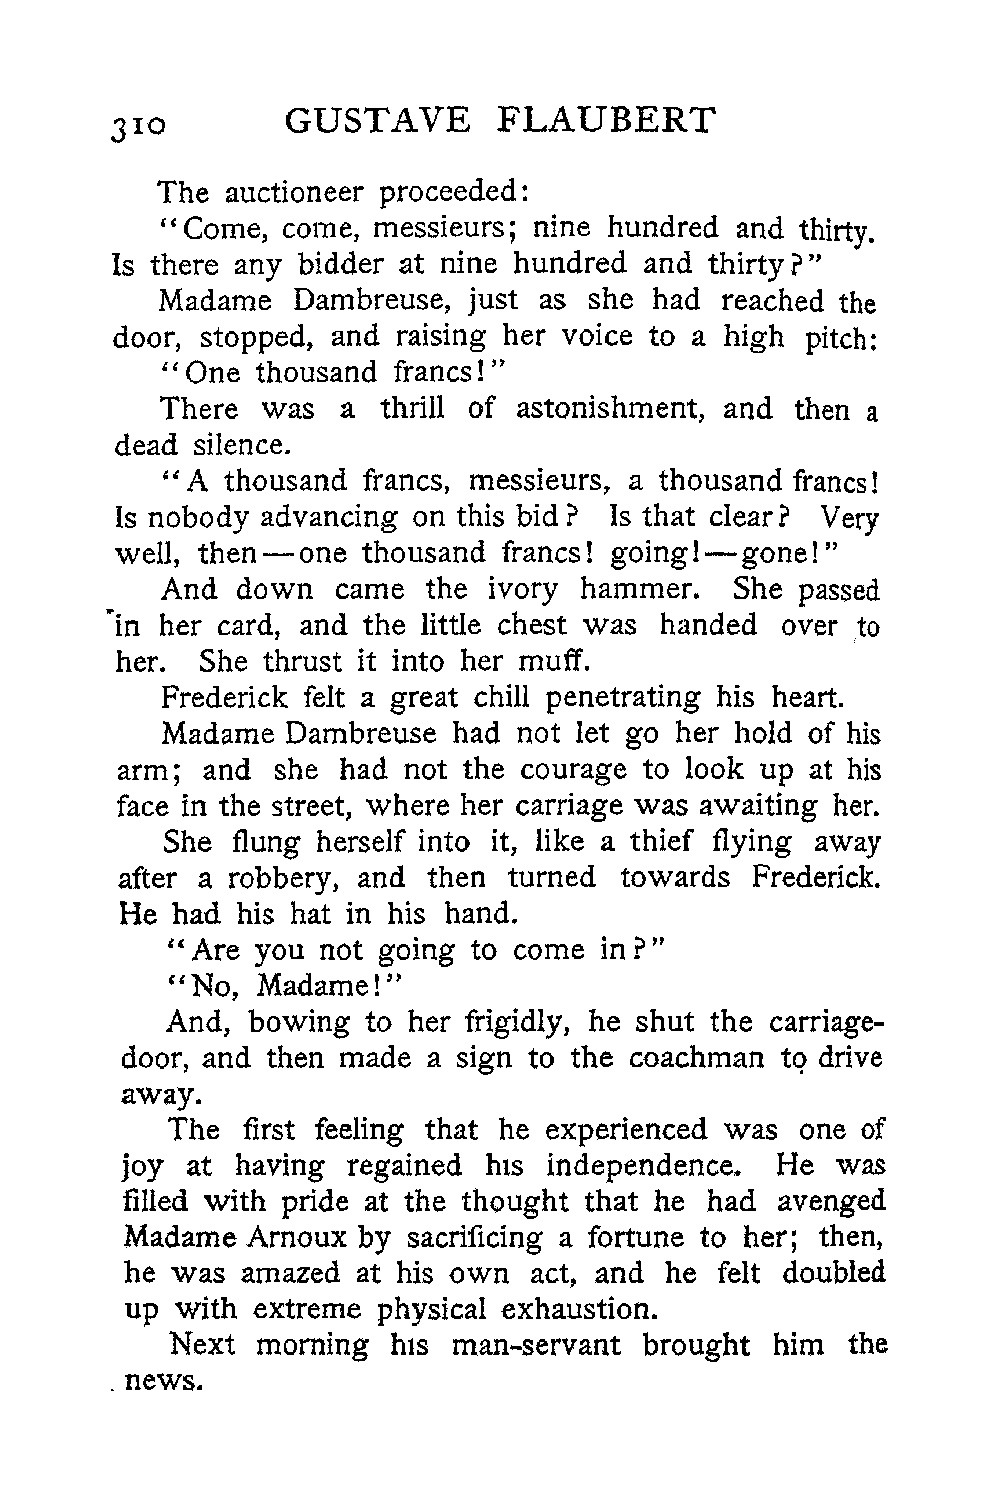 310 GUSTAVE FLAUBERT
The auctioneer proceeded:
"Come, come, messieurs; nine hundred and thirty.
Is there any bidder at nine hundred and thirty?"
Madame Dambreuse, just as she had reached the
door, stopped, and raising her voice to a high pitch:
"One thousand francs!"
There was a thrill of astonishment, and then a
dead silence.
"A thousand francs, messieurs, a thousand francs!
Is nobody advancing on this bid? Is that clear? Very
well, then—one thousand francs! going!—gone!"
And down came the ivory hammer. She passed
in her card, and the little chest was handed over to
her. She thrust it into her muff.
Frederick felt a great chill penetrating his heart.
Madame Dambreuse had not let go her hold of his
arm; and she had not the courage to look up at his
face in the street, where her carriage was awaiting her.
She flung herself into it, like a thief flying away
after a robbery, and then turned towards Frederick.
He had his hat in his hand.
"Are you not going to come in?"
"No, Madame!"
And, bowing to her frigidly, he shut the carriage-
door, and then made a sign to the coachman to drive
away.
The first feeling that he experienced was one of
joy at having regained his independence. He was
filled with pride at the thought that he had avenged
Madame Arnoux by sacrificing a fortune to her; then,
he was amazed at his own act, and he felt doubled
up with extreme physical exhaustion.
Next morning his man-servant brought him the
news.